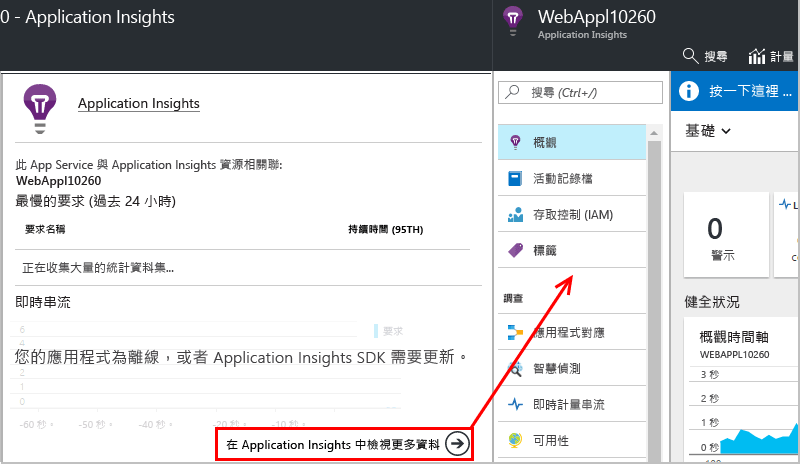 0 - Application Insights
Application Insights
此 App Service 與 Application Insights 資源相關聯:
WebAppl10260
最慢的要求 (過去 24 小時)
要求名稱 持續時間 (95TH)
正在收集大量的統計資料集...
即時串流
6
要求
4
您的應用程式為離線，或者 Application Insights SDK 需要更新。
2
1
0
-60 秒。 -50 秒。 -40 秒。 -20 秒。 -10 秒。
在 Application Insights 中檢視更多資料
WebAppl10260
Application Insights
搜尋 計量
搜尋 (Ctrl+/)
概觀
活動記錄檔
存取控制 (IAM)
標籤
調查
應用程式對應
智慧偵測
即時計量串流
可用性
按一下這裡 ...
基礎
0
警示
健全狀況
概觀時間軸
WEBAPPL10260
3 秒
2 秒
1 秒
0 秒